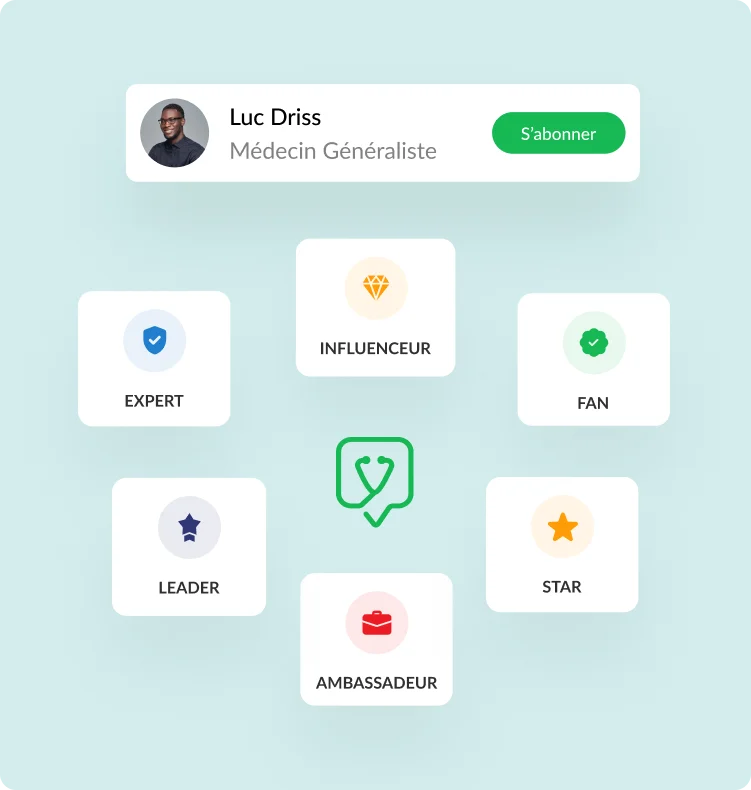 Luc Driss
Médecin Généraliste
S'abonner
INFLUENCEUR
EXPERT
FAN
LEADER
STAR
AMBASSADEUR